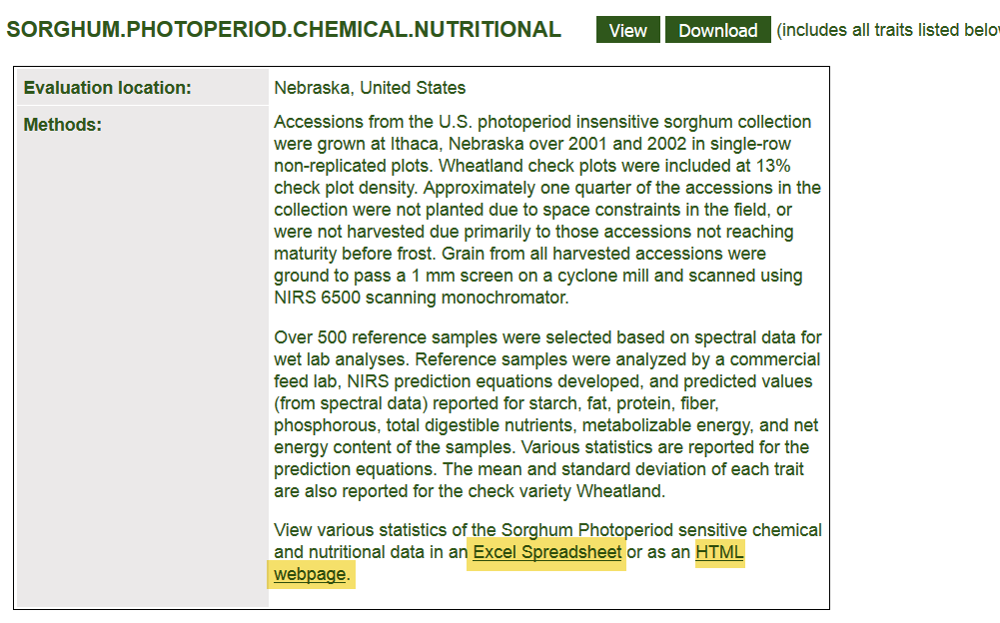 SORGHUM.PHOTOPERIOD.CHEMICAL.NUTRITIONAL View Download (includes all traits listed
Evaluation location: Nebraska, United States
Methods: Accessions from the U.S. photoperiod insensitive sorghum collection
were grown at Ithaca, Nebraska over 2001 and 2002 in single-row
non-replicated plots. Wheatland check plots were included at 13%
check plot density. Approximately one quarter of the accessions in the
collection were not planted due to space constraints in the field, or
were not harvested due primarily to those accessions not reaching
maturity before frost. Grain from all harvested accessions were
ground to pass a 1 mm screen on a cyclone mill and scanned using
NIRS 6500 scanning monochromator.
Over 500 reference samples were selected based on spectral data for
wet lab analyses. Reference samples were analyzed by a commercial
feed lab, NIRS prediction equations developed, and predicted values
(from spectral data) reported for starch, fat, protein, fiber,
phosphorous, total digestible nutrients, metabolizable energy, and net
energy content of the samples. Various statistics are reported for the
prediction equations. The mean and standard deviation of each trait
are also reported for the check variety Wheatland.
View various statistics of the Sorghum Photoperiod sensitive chemical
and nutritional data in an Excel Spreadsheet or as an HTML
webpage.